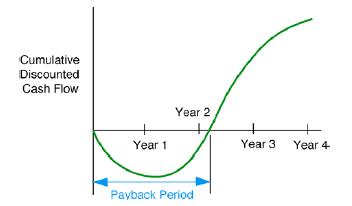 Cumulative
Discounted
Cash Flow
Year 2
Year 1
Year 3
Year 4
Payback Period